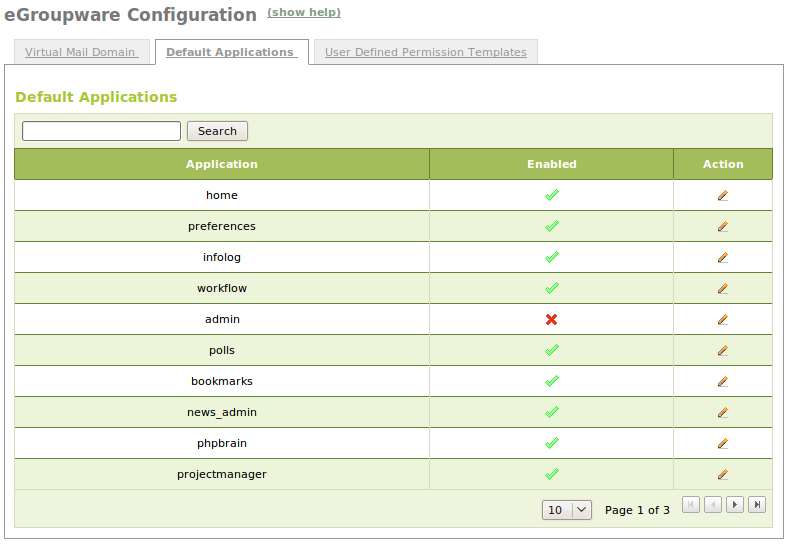 eGroupware Configuration (show help)
Virtual Mail Domain Default Applications User Defined Permission Templates
Default Applications
Search
Application Enabled Action
home
preferences
infolog
workflow
admin
polls
bookmarks
news_admin
phpbrain
projectmanager
10 Page 1 of 3